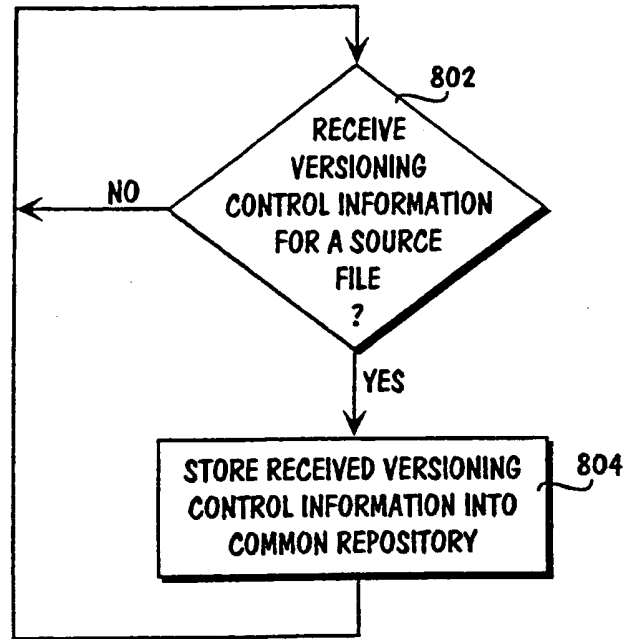 802
RECEIVE
VERSIONING
CONTROL INFORMATION
FOR A SOURCE
FILE
?
NO
YES
STORE RECEIVED VERSIONING
CONTROL INFORMATION INTO
COMMON REPOSITORY
804